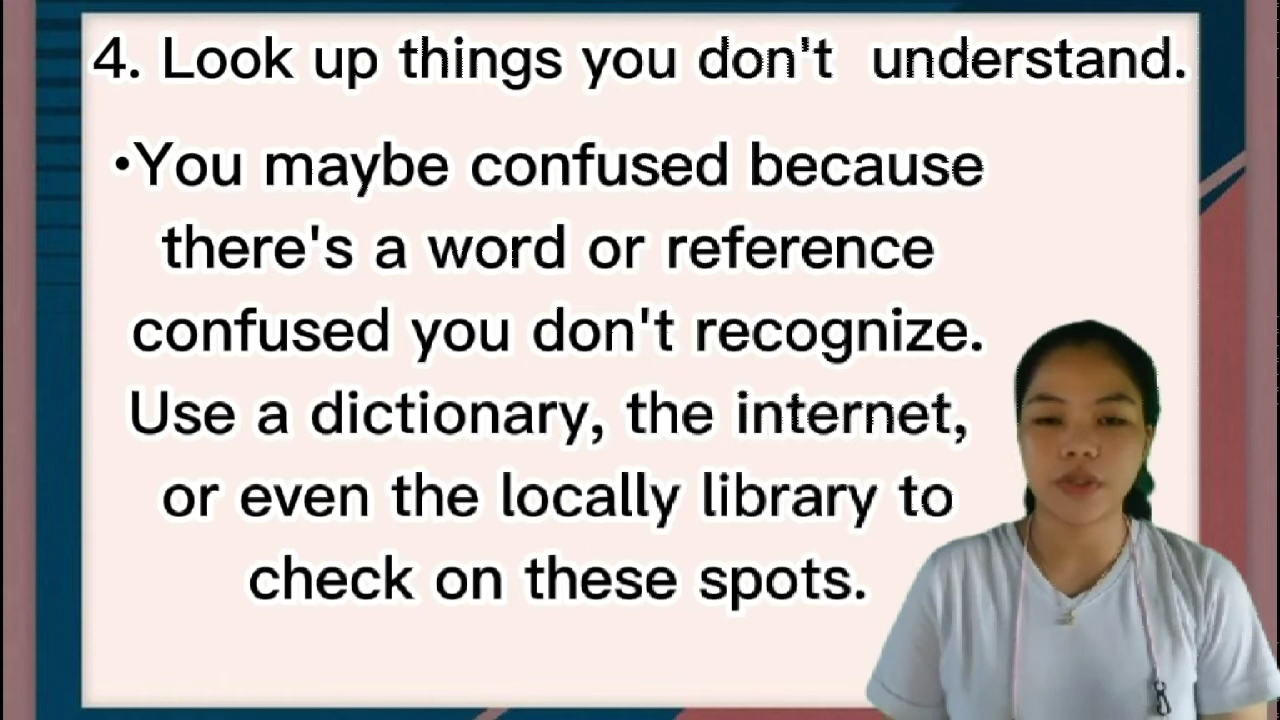 4. Look up things you don't understand.
•You maybe confused because
there's a word or reference
confused you don't recognize.
Use a dictionary, the internet,
or even the locally library to
check on these spots.